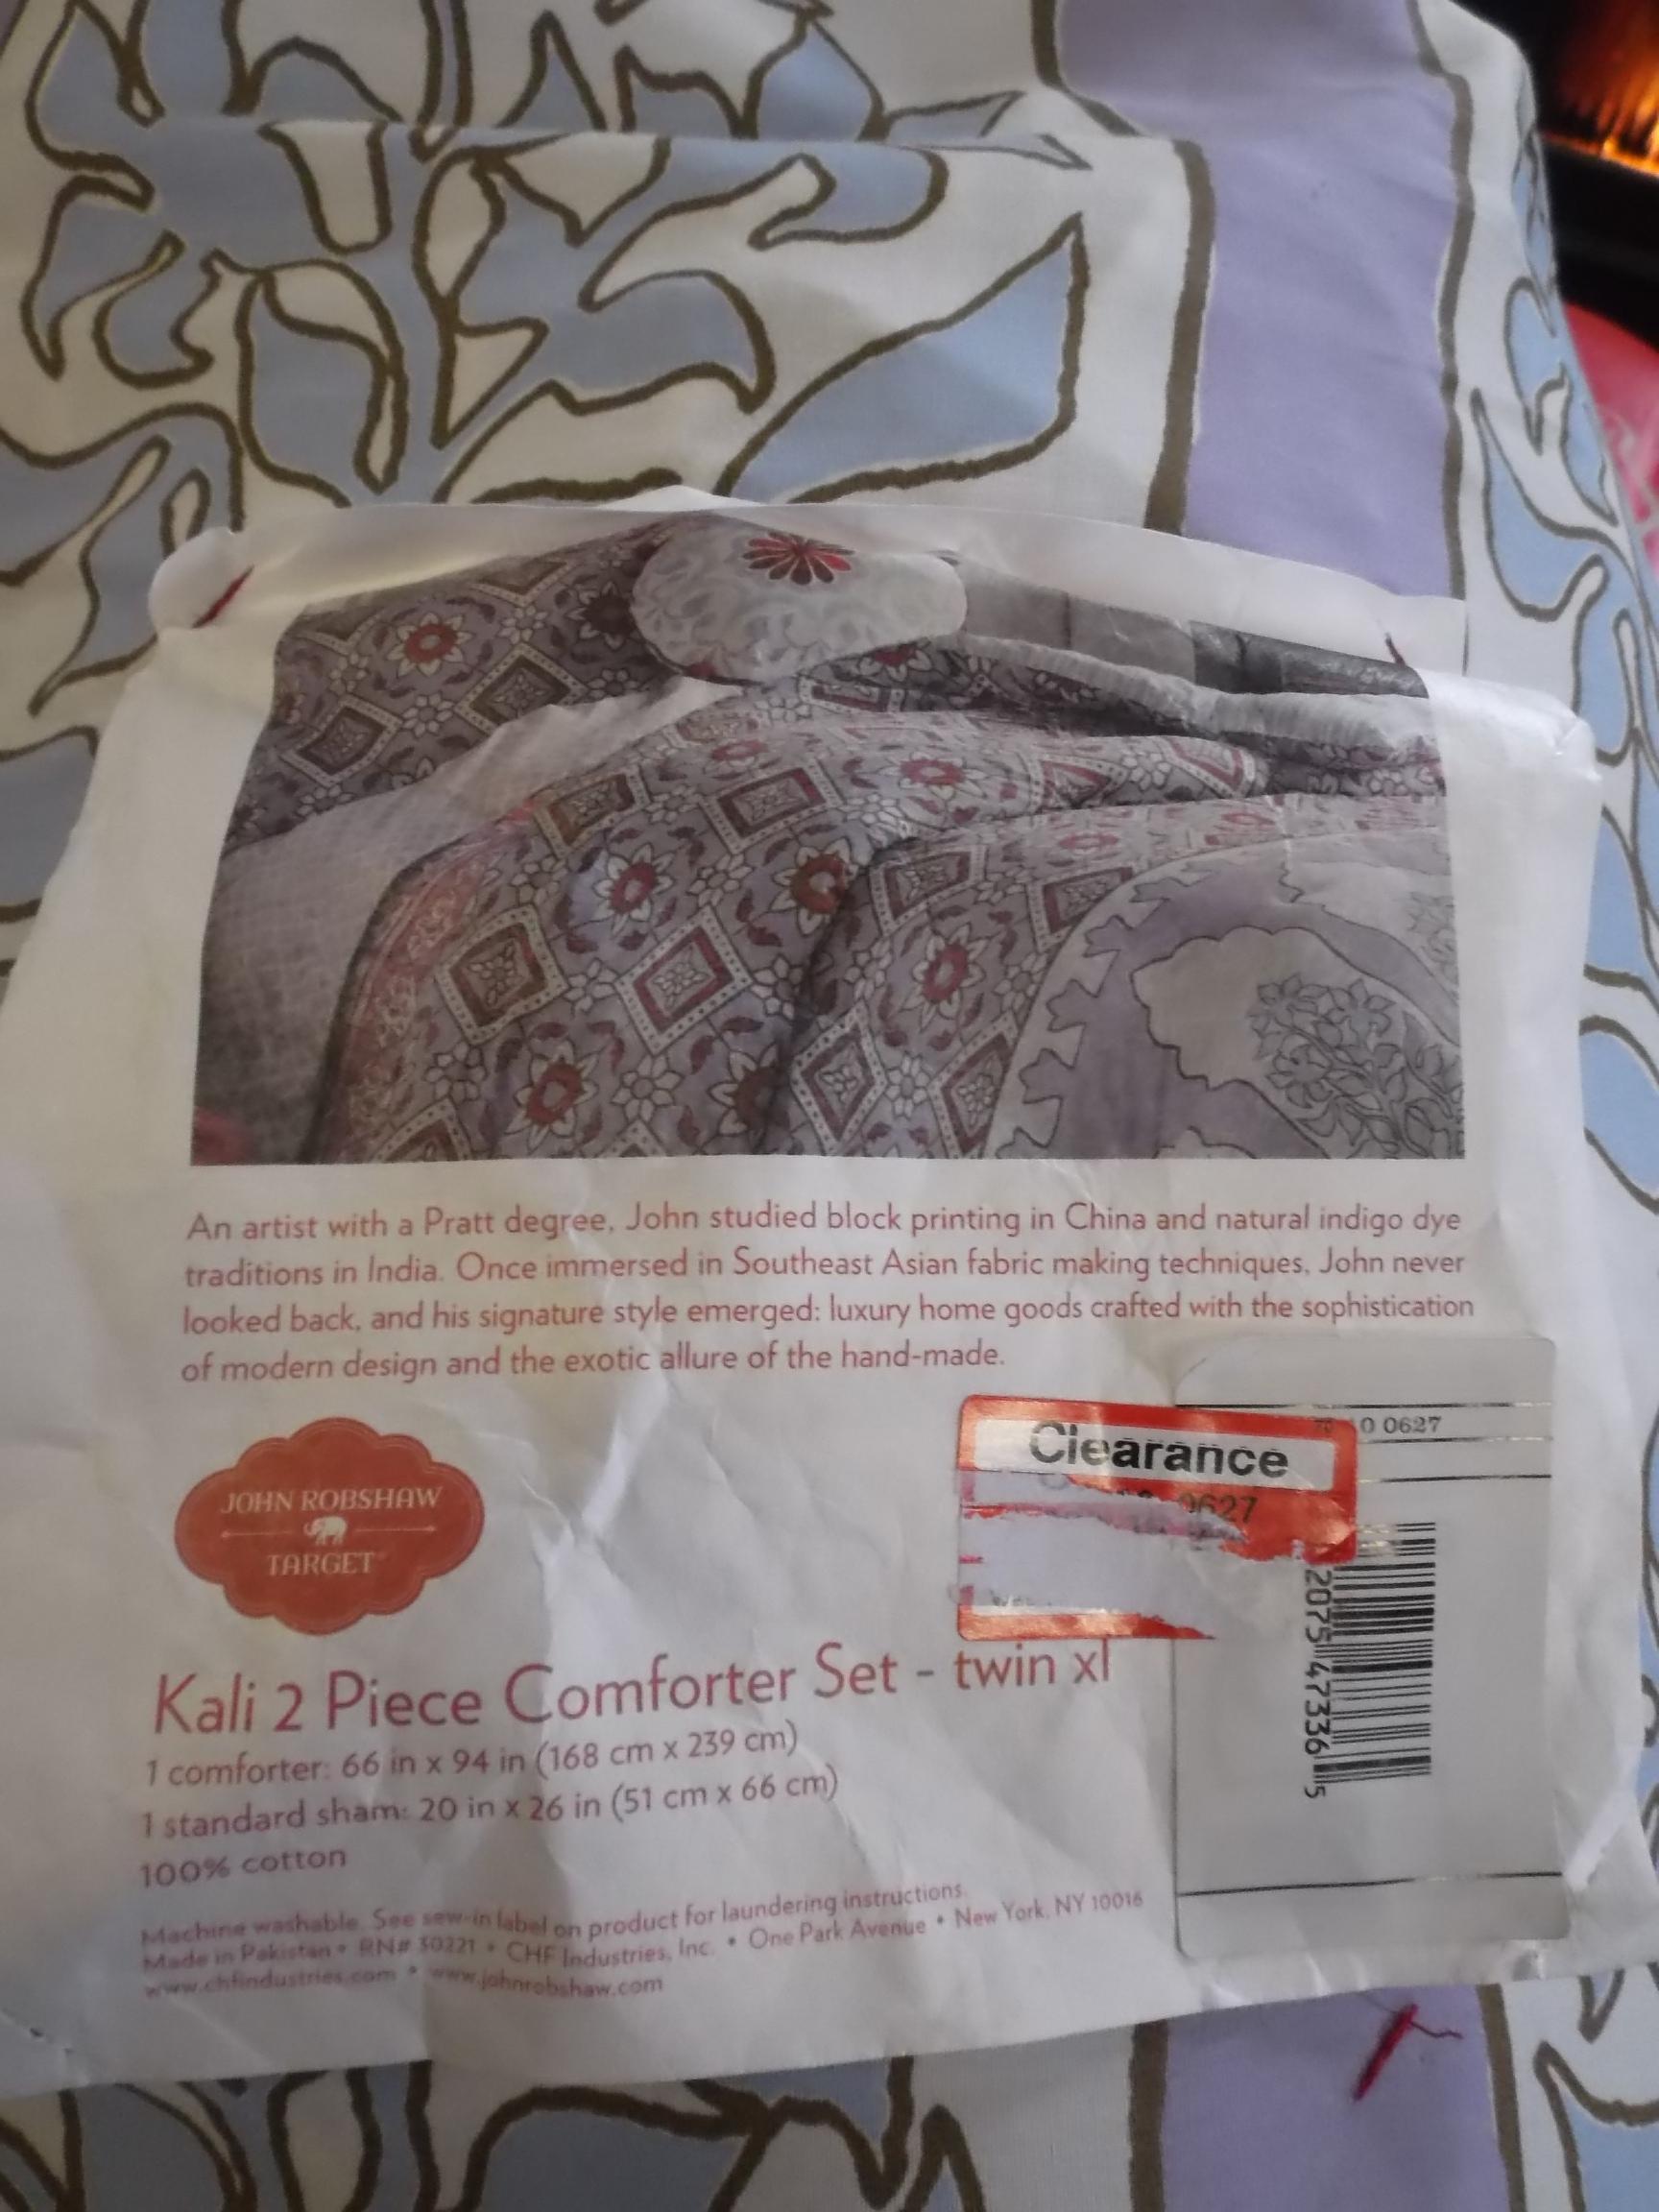 An artist with a Pratt degree, John studied block printing in China and natural indigo dye
traditions in India. Once immersed in Southeast Asian fabric making techniques, John never
looked back, and his signature style emerged: luxury home goods crafted with the sophistication
of modern design and the exotic allure of the hand-made.
0 0627
Clearance
0627
JOHN ROBSHAW
TARGET
2075 47336 5
Kali 2 Piece Comforter Set - twin xl
1 comforter: 66 in x 94 in (168 cm x 239 cm)
1 standard sham: 20 in x 26 in (51 cm x 66 cm)
100% cotton
Machine washable. See sew-in label on product for laundering instructions.
Made in Pakistan • RN# 30221 • CHF Industries, Inc. • One Park Avenue • New York, NY 10016
www.chfindustries.com • www.johnrobshaw.com